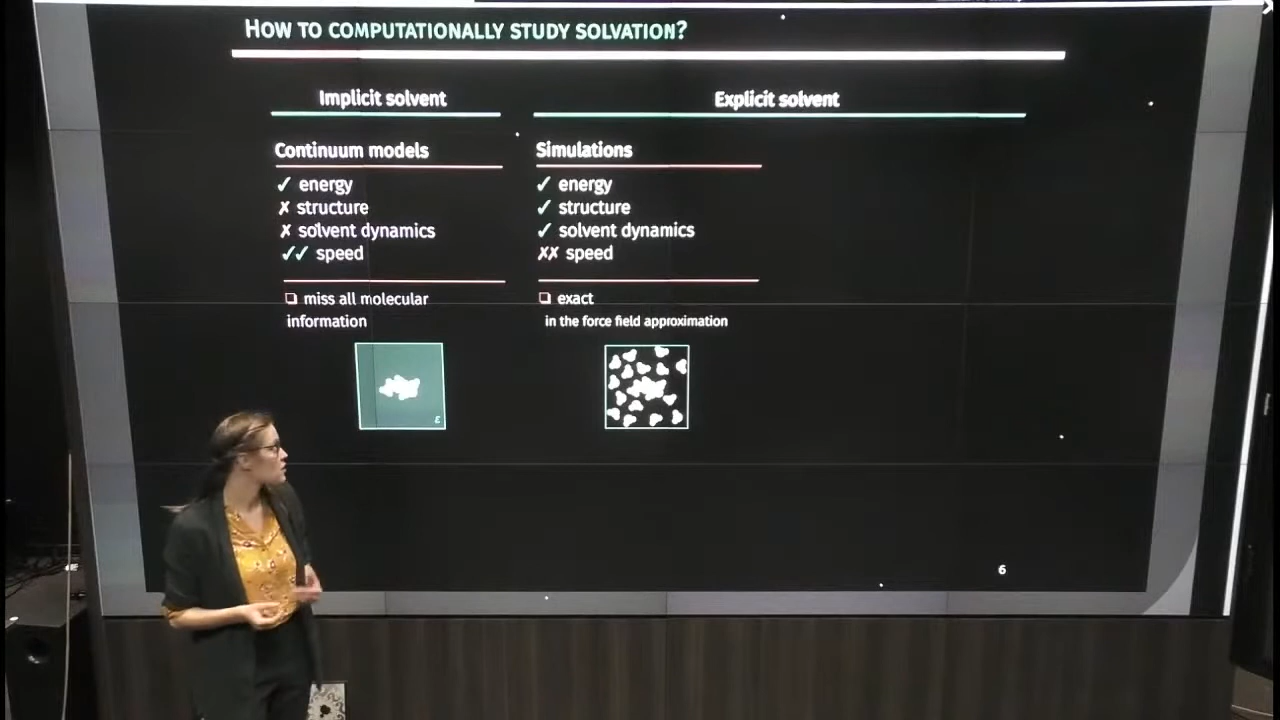 How to computationally study solvation?
Implicit solvent
Explicit solvent
Continuum models
✓ energy
✗ structure
✗ solvent dynamics
✓✓ speed
❑ miss all molecular
information
ε
Simulations
✓ energy
✓ structure
✓ solvent dynamics
✗✗ speed
❑ exact
in the force field approximation
6